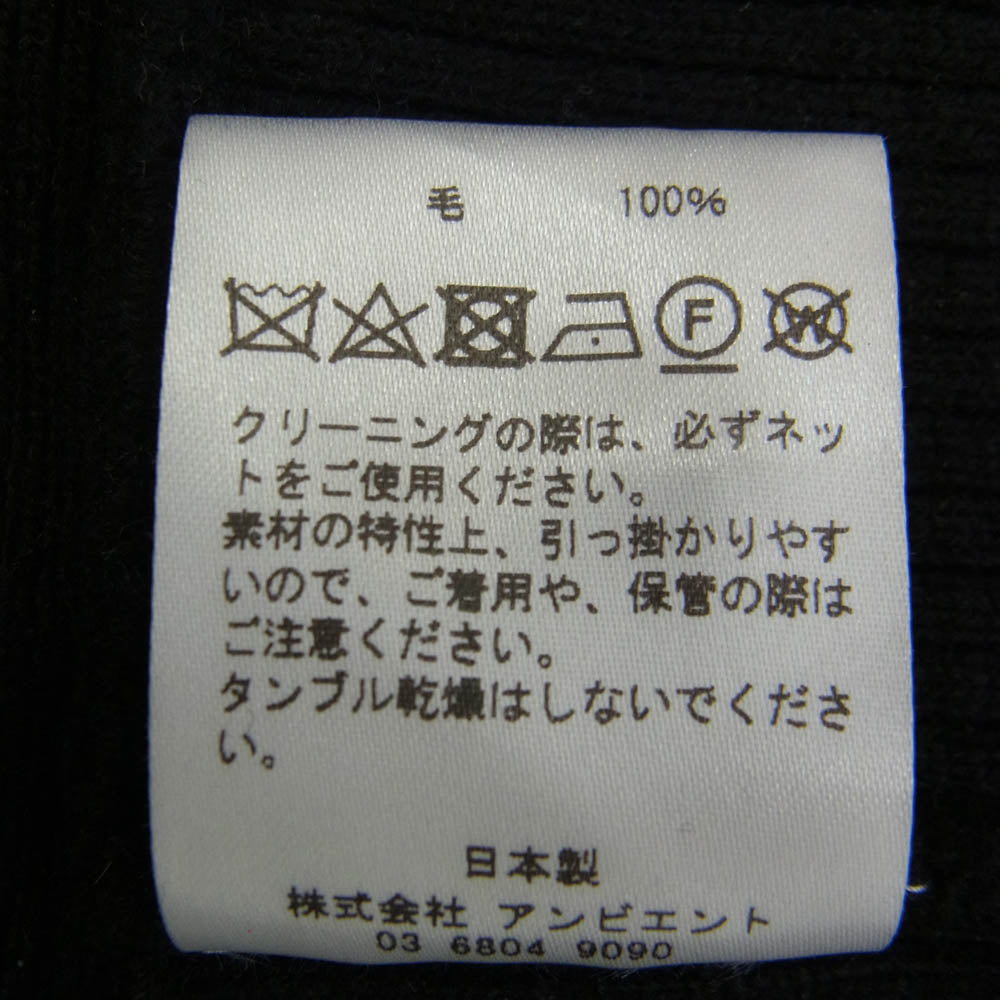 毛 100%
F W
クリーニングの際は、必ずネッ
トをご使用ください。
素材の特性上、引っ掛かりやす
いので、ご着用や、保管の際は
ご注意ください。
タンブル乾燥はしないでくださ
い。
日本製
株式会社 アンビエント
03 6804 9090